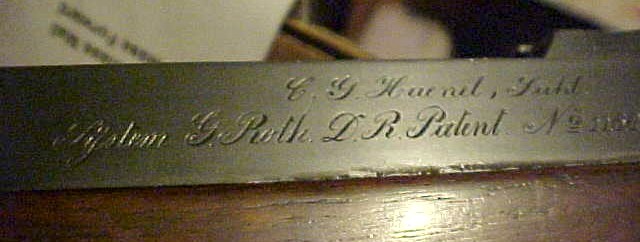 C. G. Haenel, Suhl
System G. Roth. D. R. Patent No